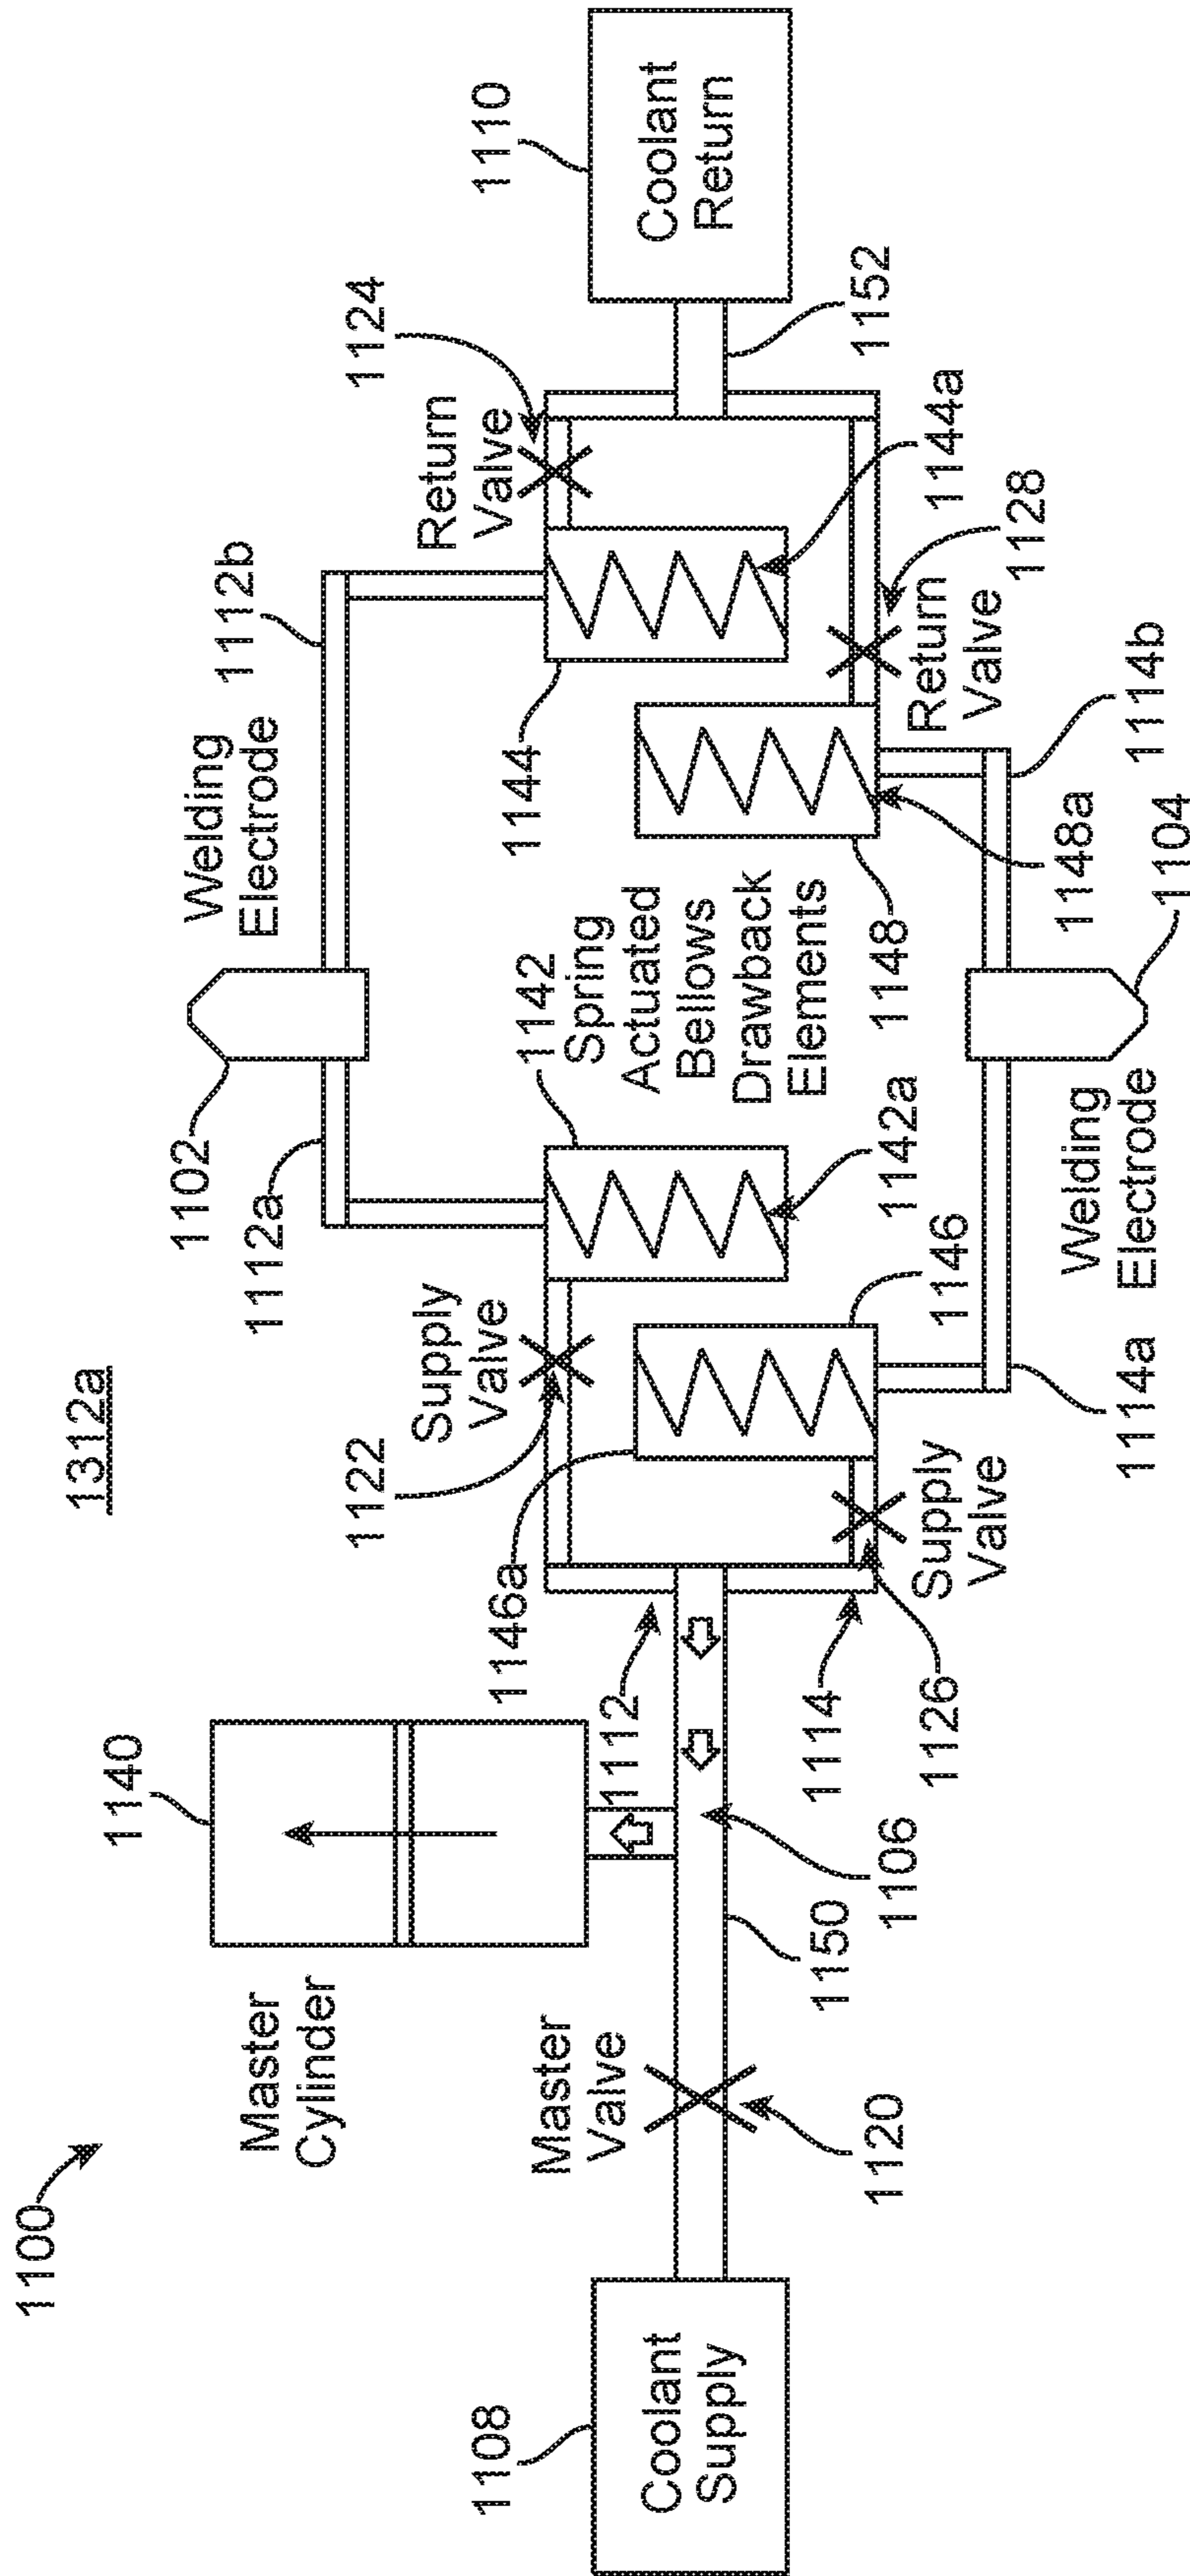 1100
1312a
1108
Coolant
Supply
Master
Cylinder
1140
Master
Valve
1120
1150
1106
1112
1114
1126
Supply
Valve
1146a
1122
Supply
Valve
1112a
1102
Welding
Electrode
1112b
1142
Spring
Actuated
Bellows
Drawback
Elements
1142a
1146
1114a
Welding
Electrode
1104
1114b
1148
1148a
1144
1144a
Return
Valve
1124
Return
Valve
1128
1152
1110
Coolant
Return